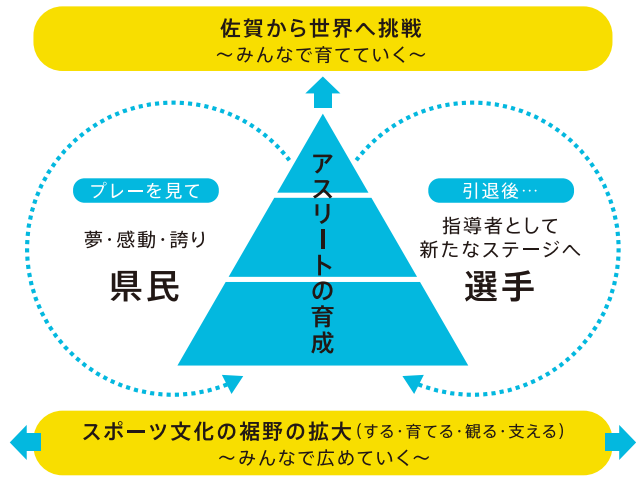 佐賀から世界へ挑戦
～みんなで育てていく～
アスリートの育成
プレーを見て
夢・感動・誇り
県民
引退後…
指導者として
新たなステージへ
選手
スポーツ文化の裾野の拡大(する・育てる・観る・支える)
～みんなで広めていく～